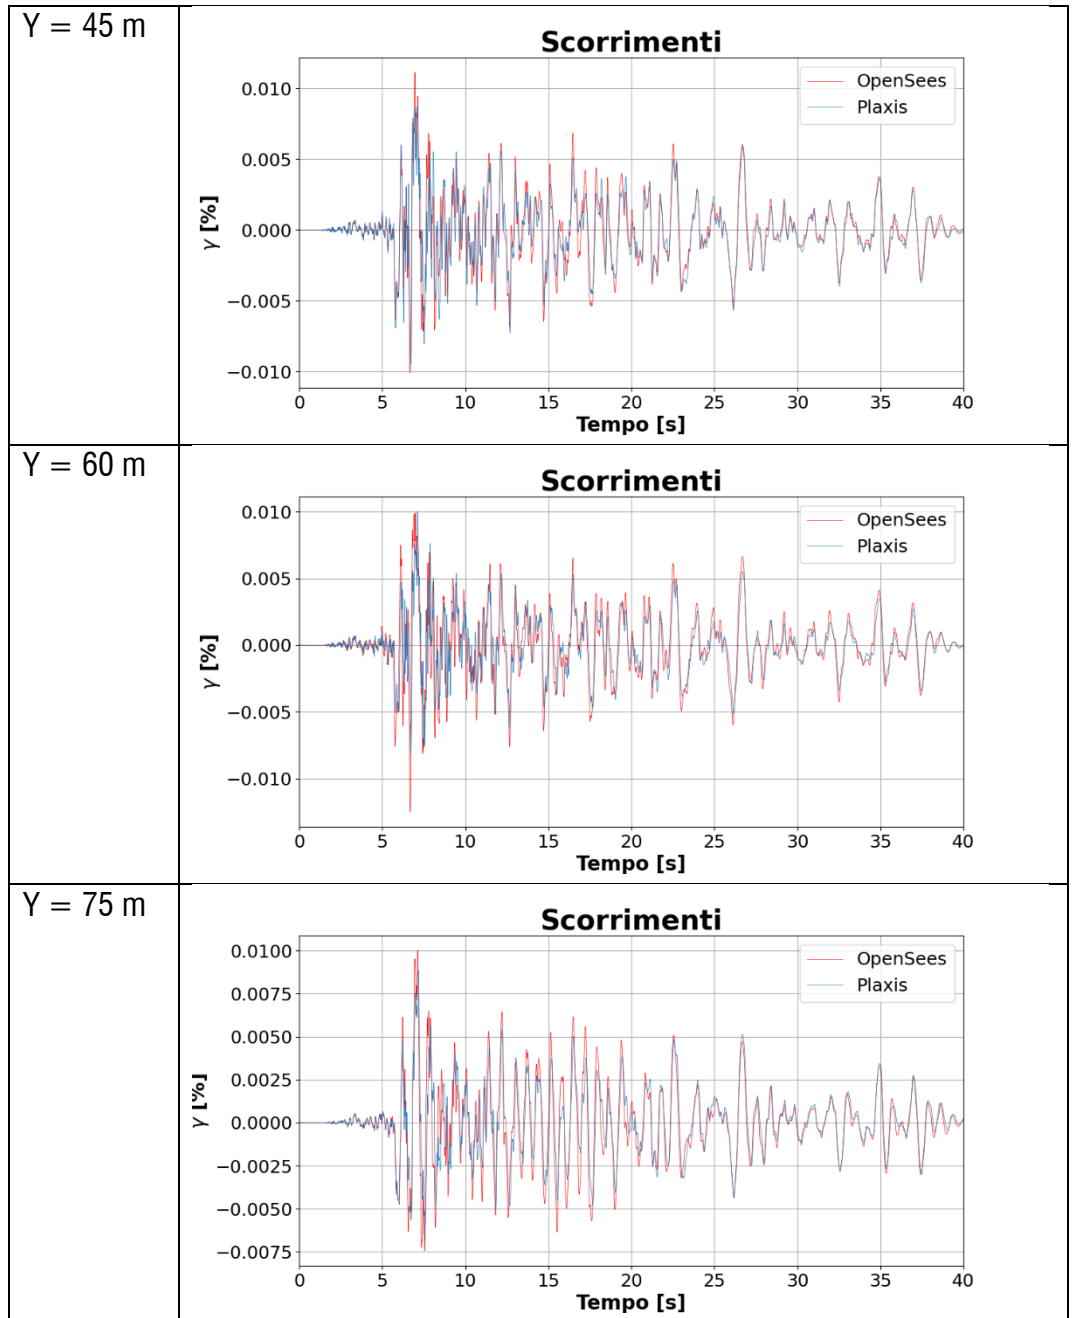 Y = 45 m
Scorrimenti
OpenSees
Plaxis
0.010
0.005
0.000
−0.005
−0.010
γ [%]
0 5 10 15 20 25 30 35 40
Tempo [s]
Y = 60 m
Scorrimenti
OpenSees
Plaxis
0.010
0.005
0.000
−0.005
−0.010
γ [%]
0 5 10 15 20 25 30 35 40
Tempo [s]
Y = 75 m
Scorrimenti
OpenSees
Plaxis
0.0100
0.0075
0.0050
0.0025
0.0000
−0.0025
−0.0050
−0.0075
γ [%]
0 5 10 15 20 25 30 35 40
Tempo [s]